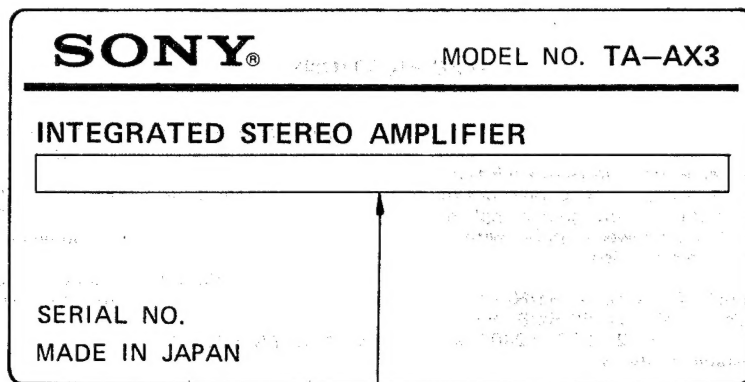 SONY® MODEL NO. TA–AX3
INTEGRATED STEREO AMPLIFIER
SERIAL NO.
MADE IN JAPAN